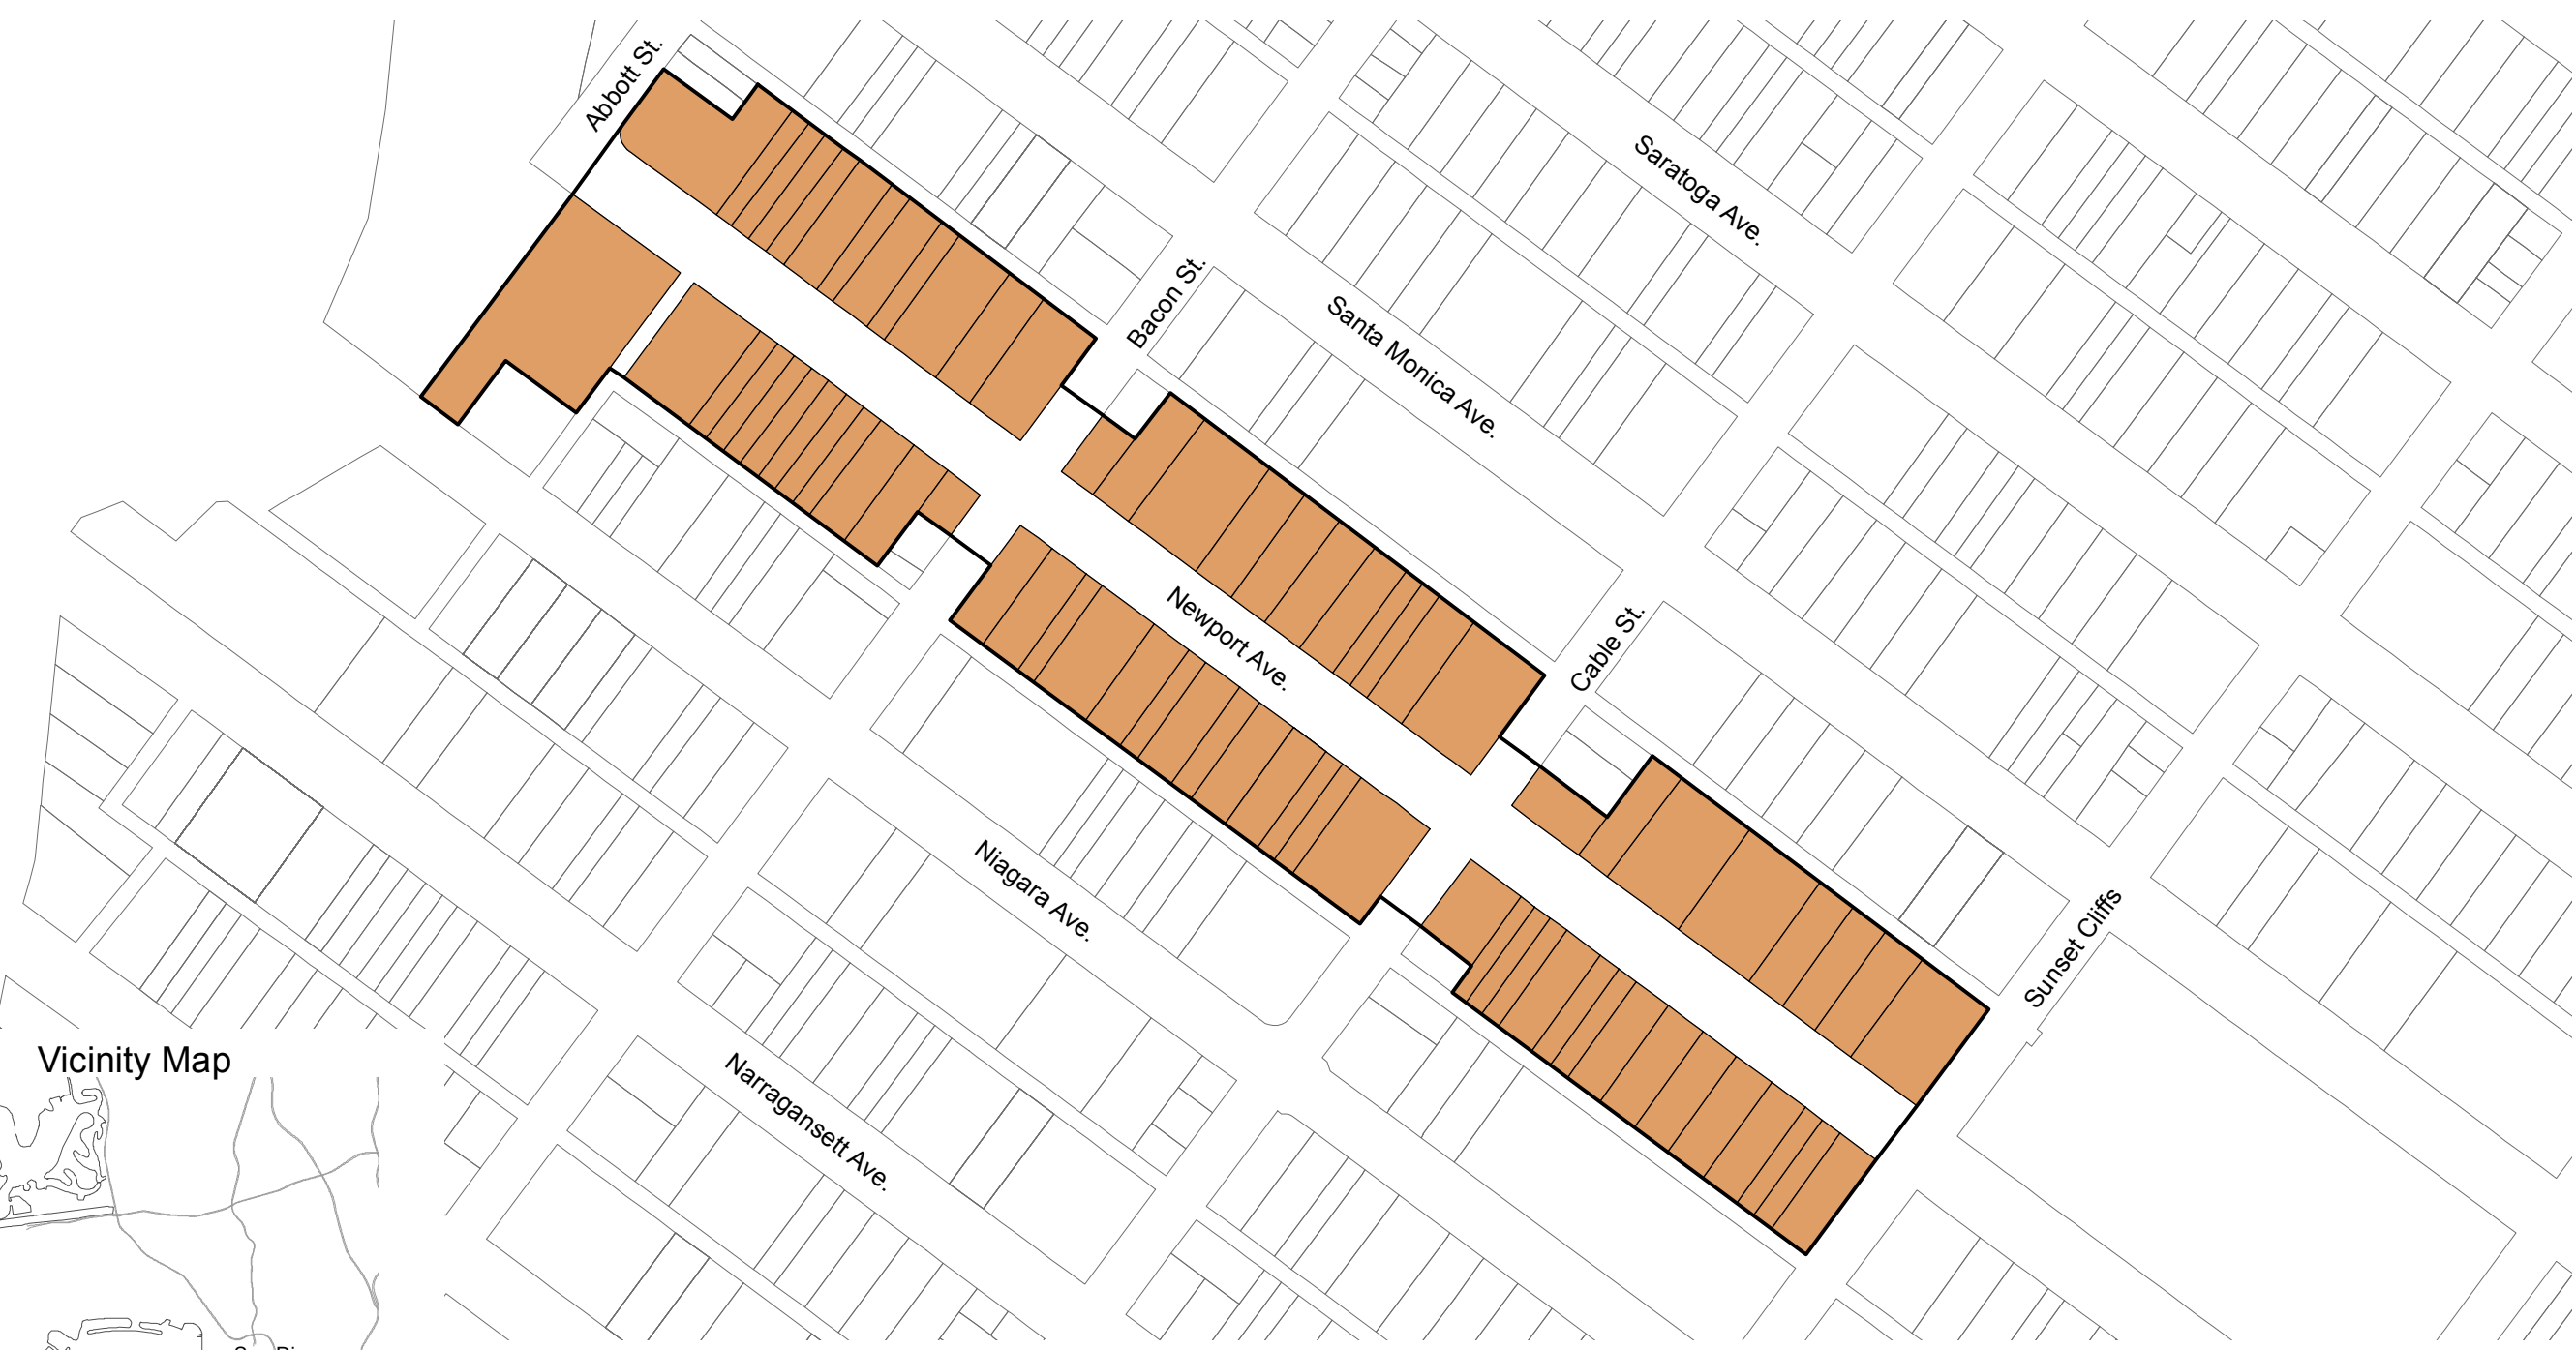 Abbott St.
Saratoga Ave.
Bacon St.
Santa Monica Ave.
Newport Ave.
Cable St.
Niagara Ave.
Sunset Cliffs
Narragansett Ave.
Vicinity Map